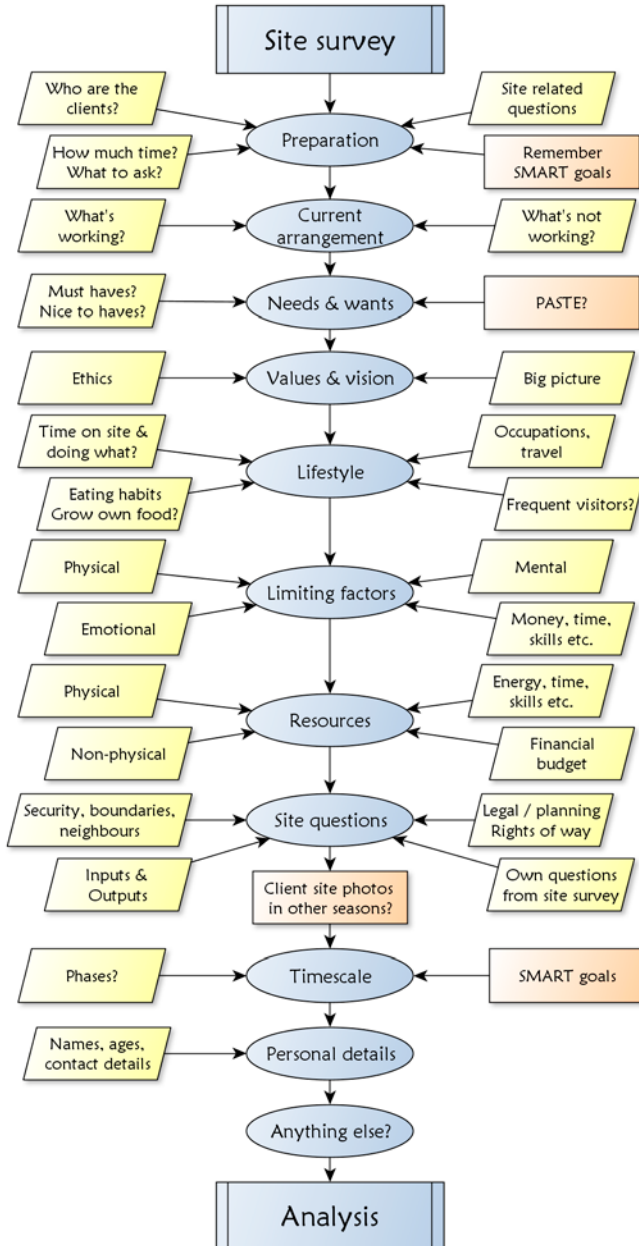 Site survey
Who are the
clients?
Site related
questions
Preparation
How much time?
What to ask?
Remember
SMART goals
What's
working?
Current
arrangement
What's not
working?
Must haves?
Nice to haves?
Needs & wants
PASTE?
Ethics
Values & vision
Big picture
Time on site &
doing what?
Occupations,
travel
Lifestyle
Eating habits
Grow own food?
Frequent visitors?
Physical
Mental
Limiting factors
Emotional
Money, time,
skills etc.
Physical
Energy, time,
skills etc.
Resources
Non-physical
Financial
budget
Security, boundaries,
neighbours
Site questions
Legal / planning
Rights of way
Inputs &
Outputs
Client site photos
in other seasons?
Own questions
from site survey
Phases?
Timescale
SMART goals
Names, ages,
contact details
Personal details
Anything else?
Analysis